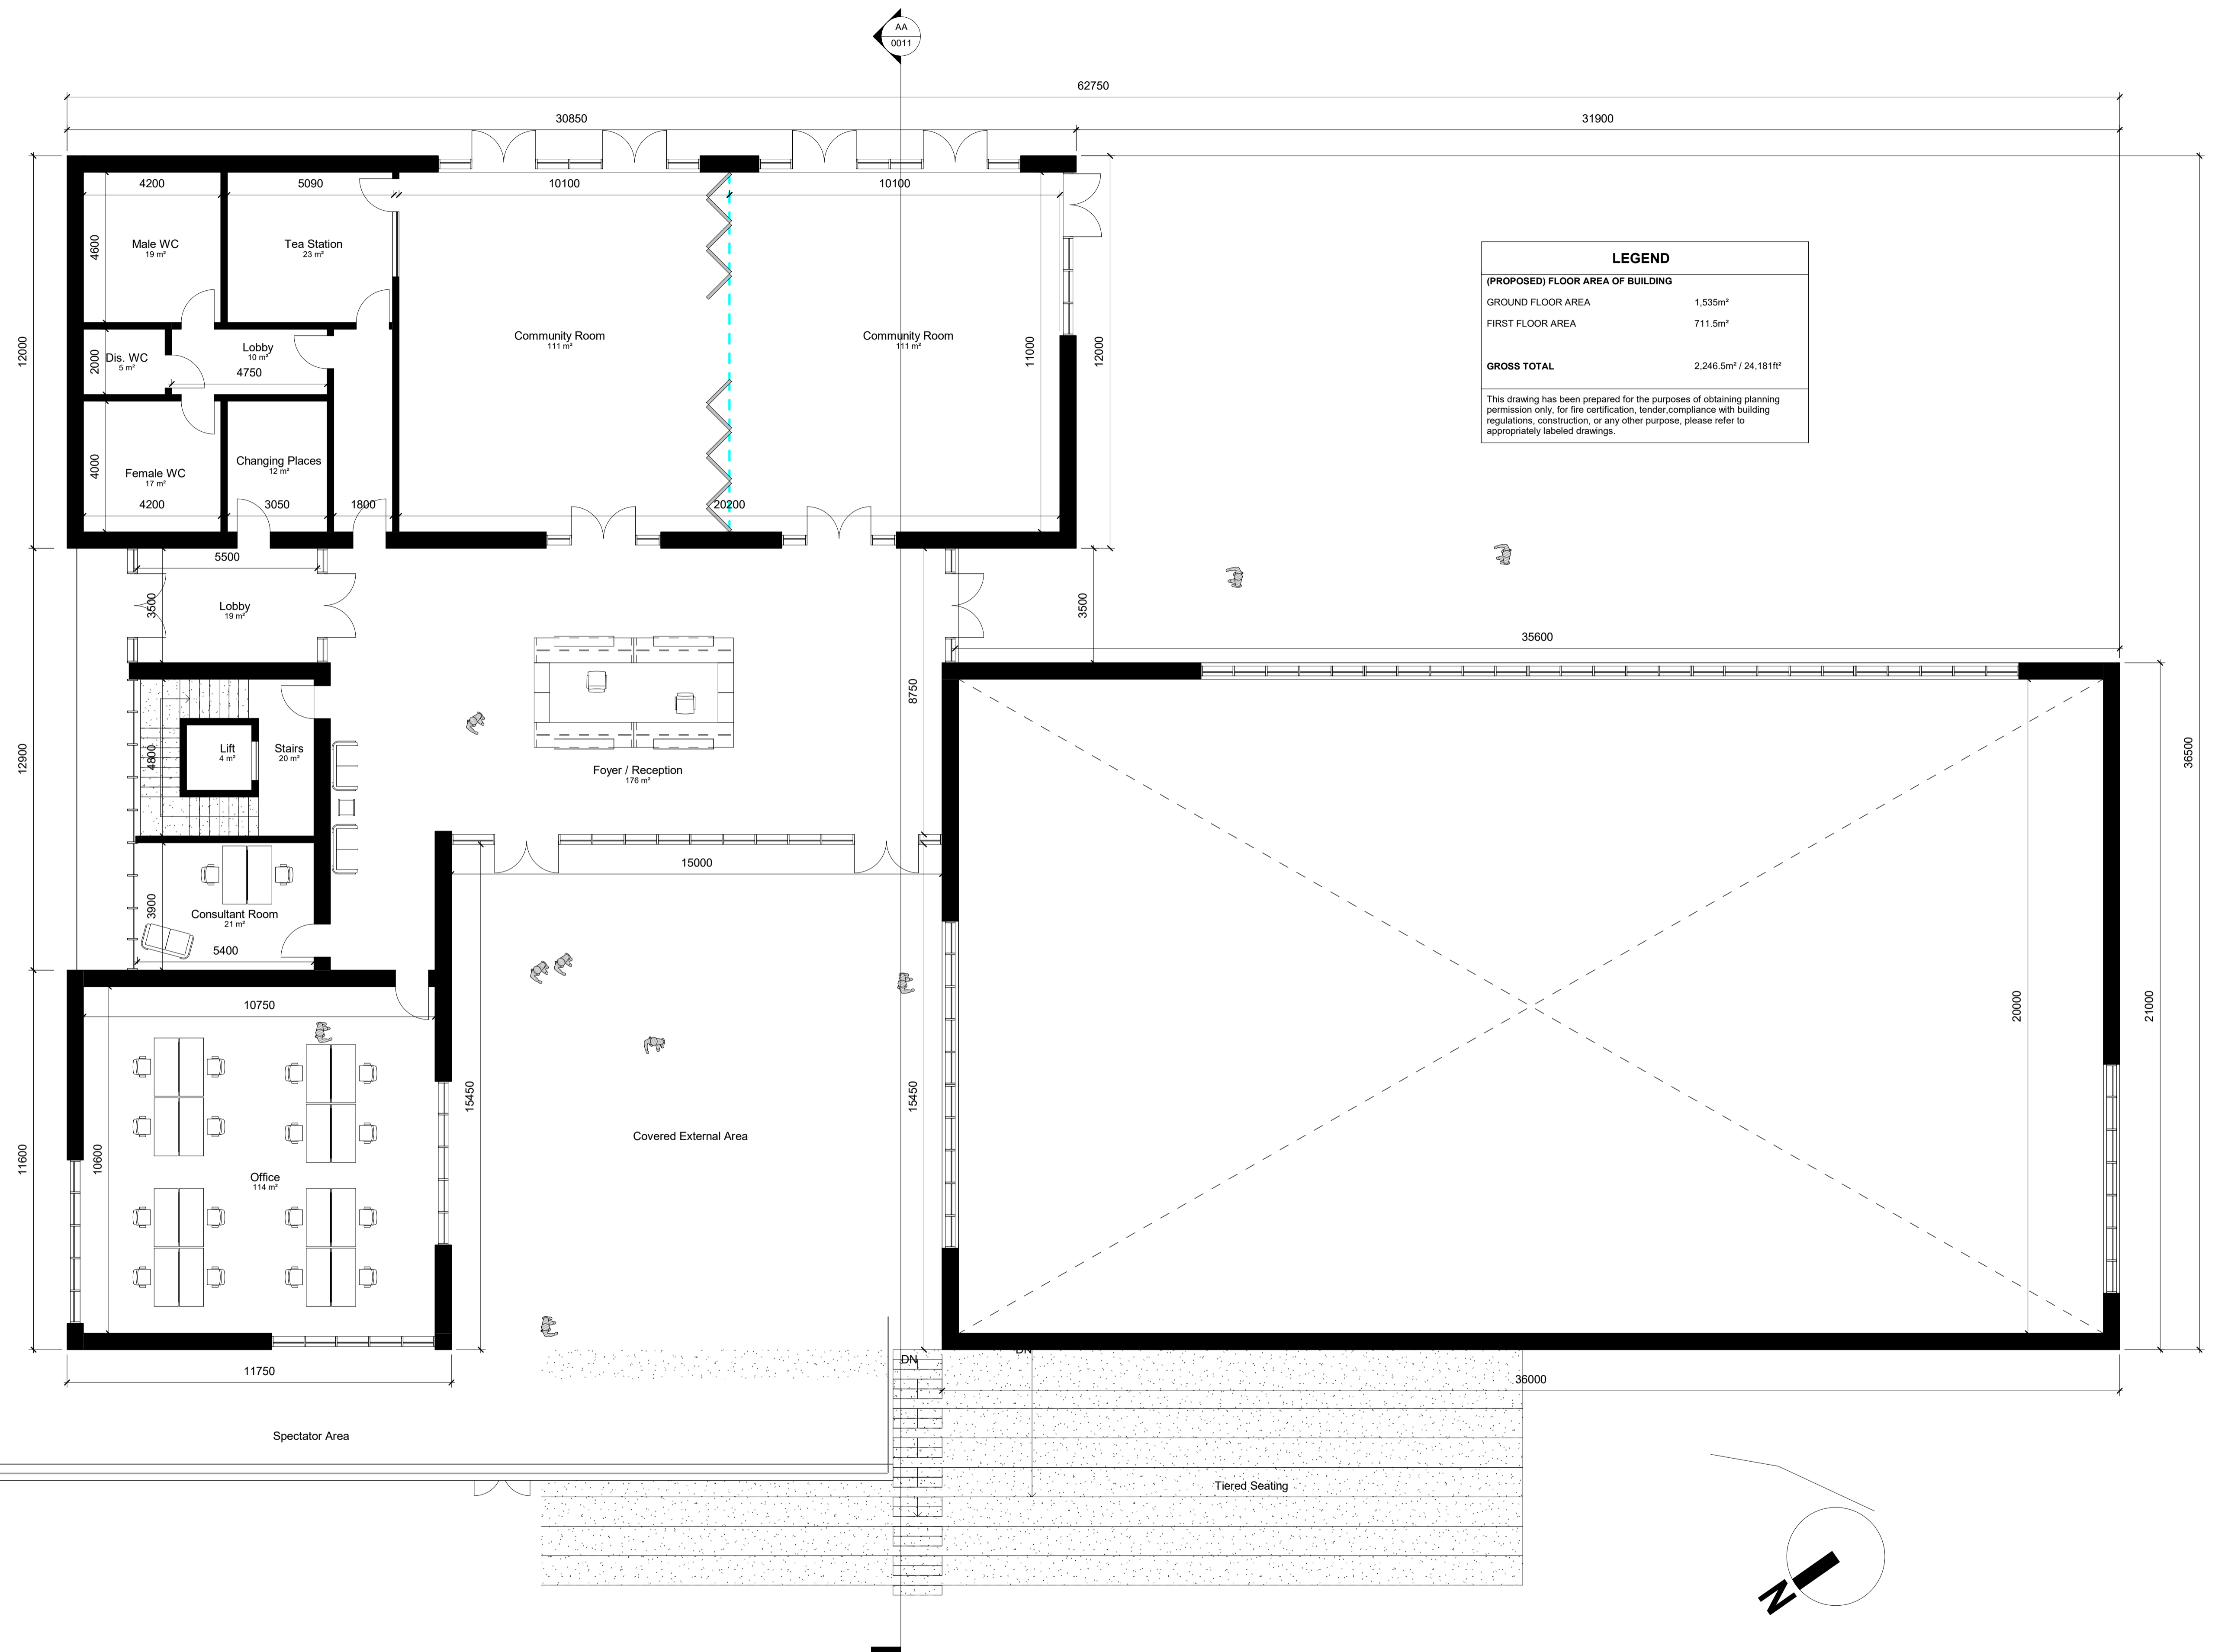 AA
0011
62750
30850
31900
4200
5090
10100
10100
4600
Male WC
19 m²
Tea Station
23 m²
LEGEND
(PROPOSED) FLOOR AREA OF BUILDING
GROUND FLOOR AREA 1,535m²
FIRST FLOOR AREA 711.5m²
GROSS TOTAL 2,246.5m² / 24,181ft²
This drawing has been prepared for the purposes of obtaining planning
permission only, for fire certification, tender,compliance with building
regulations, construction, or any other purpose, please refer to
appropriately labeled drawings.
12000
2000
Dis. WC
5 m²
Lobby
10 m²
4750
Community Room
111 m²
Community Room
111 m²
11000
12000
4000
Female WC
17 m²
Changing Places
12 m²
4200
3050
1800
20200
5500
3500
Lobby
19 m²
3500
35600
12900
4800
Lift
4 m²
Stairs
20 m²
8750
Foyer / Reception
176 m²
36500
15000
3900
Consultant Room
21 m²
5400
10750
20000
21000
15450
15450
Covered External Area
11600
10600
Office
114 m²
11750
DN
DN
36000
Spectator Area
Tiered Seating
N